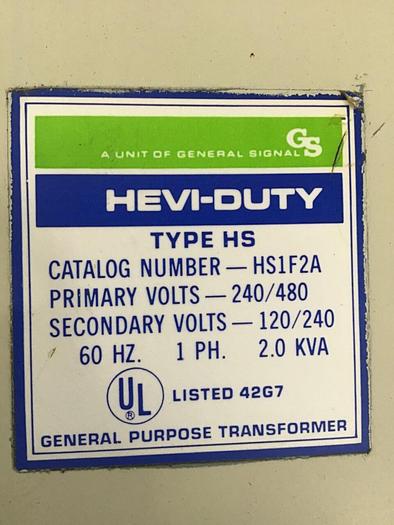 GS
A UNIT OF GENERAL SIGNAL
HEVI-DUTY
TYPE HS
CATALOG NUMBER — HS1F2A
PRIMARY VOLTS — 240/480
SECONDARY VOLTS — 120/240
60 HZ. 1 PH. 2.0 KVA
UL ® LISTED 42G7
GENERAL PURPOSE TRANSFORMER